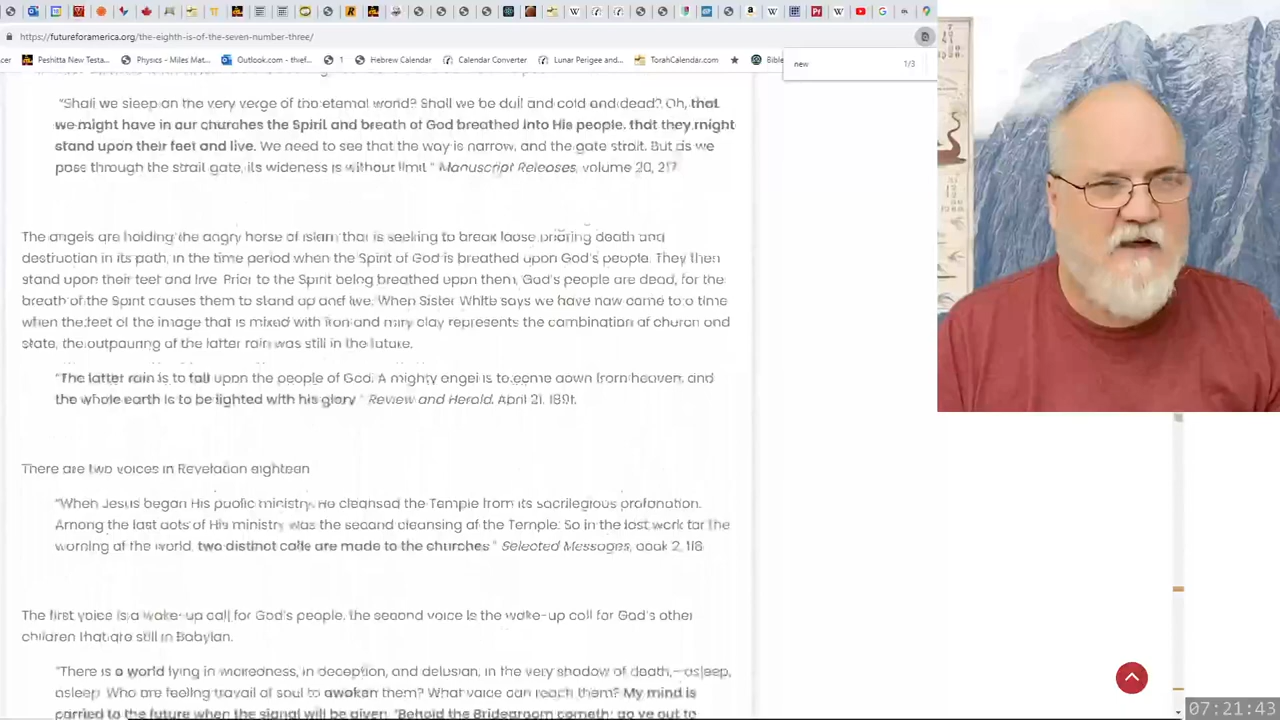 https://futureforamerica.org/the-eighth-is-of-the-seven-number-three/
Peshitta New Testa... Physics - Miles Mat... Outlook.com - thief... 1 Hebrew Calendar Calendar Converter Lunar Perigee and... TorahCalendar.com Bible
new 1/3
"Shall we sleep on the very verge of the eternal world? Shall we be dull and cold and dead? Oh, that
we might have in our churches the Spirit and breath of God breathed into His people, that they might
stand upon their feet and live. We need to see that the way is narrow, and the gate strait. But as we
pass through the strait gate, its wideness is without limit." Manuscript Releases, volume 20, 217
The angels are holding the angry horse of Islam that is seeking to break loose bringing death and
destruction in its path, in the time period when the Spirit of God is breathed upon God's people. They then
stand upon their feet and live. Prior to the Spirit being breathed upon them, God's people are dead, for the
breath of the Spirit causes them to stand up and live. When Sister White says we have now come to a time
when the feet of the image that is mixed with iron and miry clay represents the combination of church and
state, the outpouring of the latter rain was still in the future.
"The latter rain is to fall upon the people of God. A mighty angel is to come down from heaven, and
the whole earth is to be lighted with his glory." Review and Herald, April 21, 1891.
There are two voices in Revelation eighteen
"When Jesus began His public ministry, He cleansed the Temple from its sacrilegious profanation.
Among the last acts of His ministry was the second cleansing of the Temple. So in the last work for the
warning of the world, two distinct calls are made to the churches." Selected Messages, book 2, 118
The first voice is a wake-up call for God's people, the second voice is the wake-up call for God's other
children that are still in Babylon.
"There is a world lying in wickedness, in deception, and delusion, in the very shadow of death,—asleep,
asleep. Who are feeling travail of soul to awaken them? What voice can reach them? My mind is
carried to the future when the signal will be given, "Behold the Bridegroom cometh; go ye out to
07:21:43